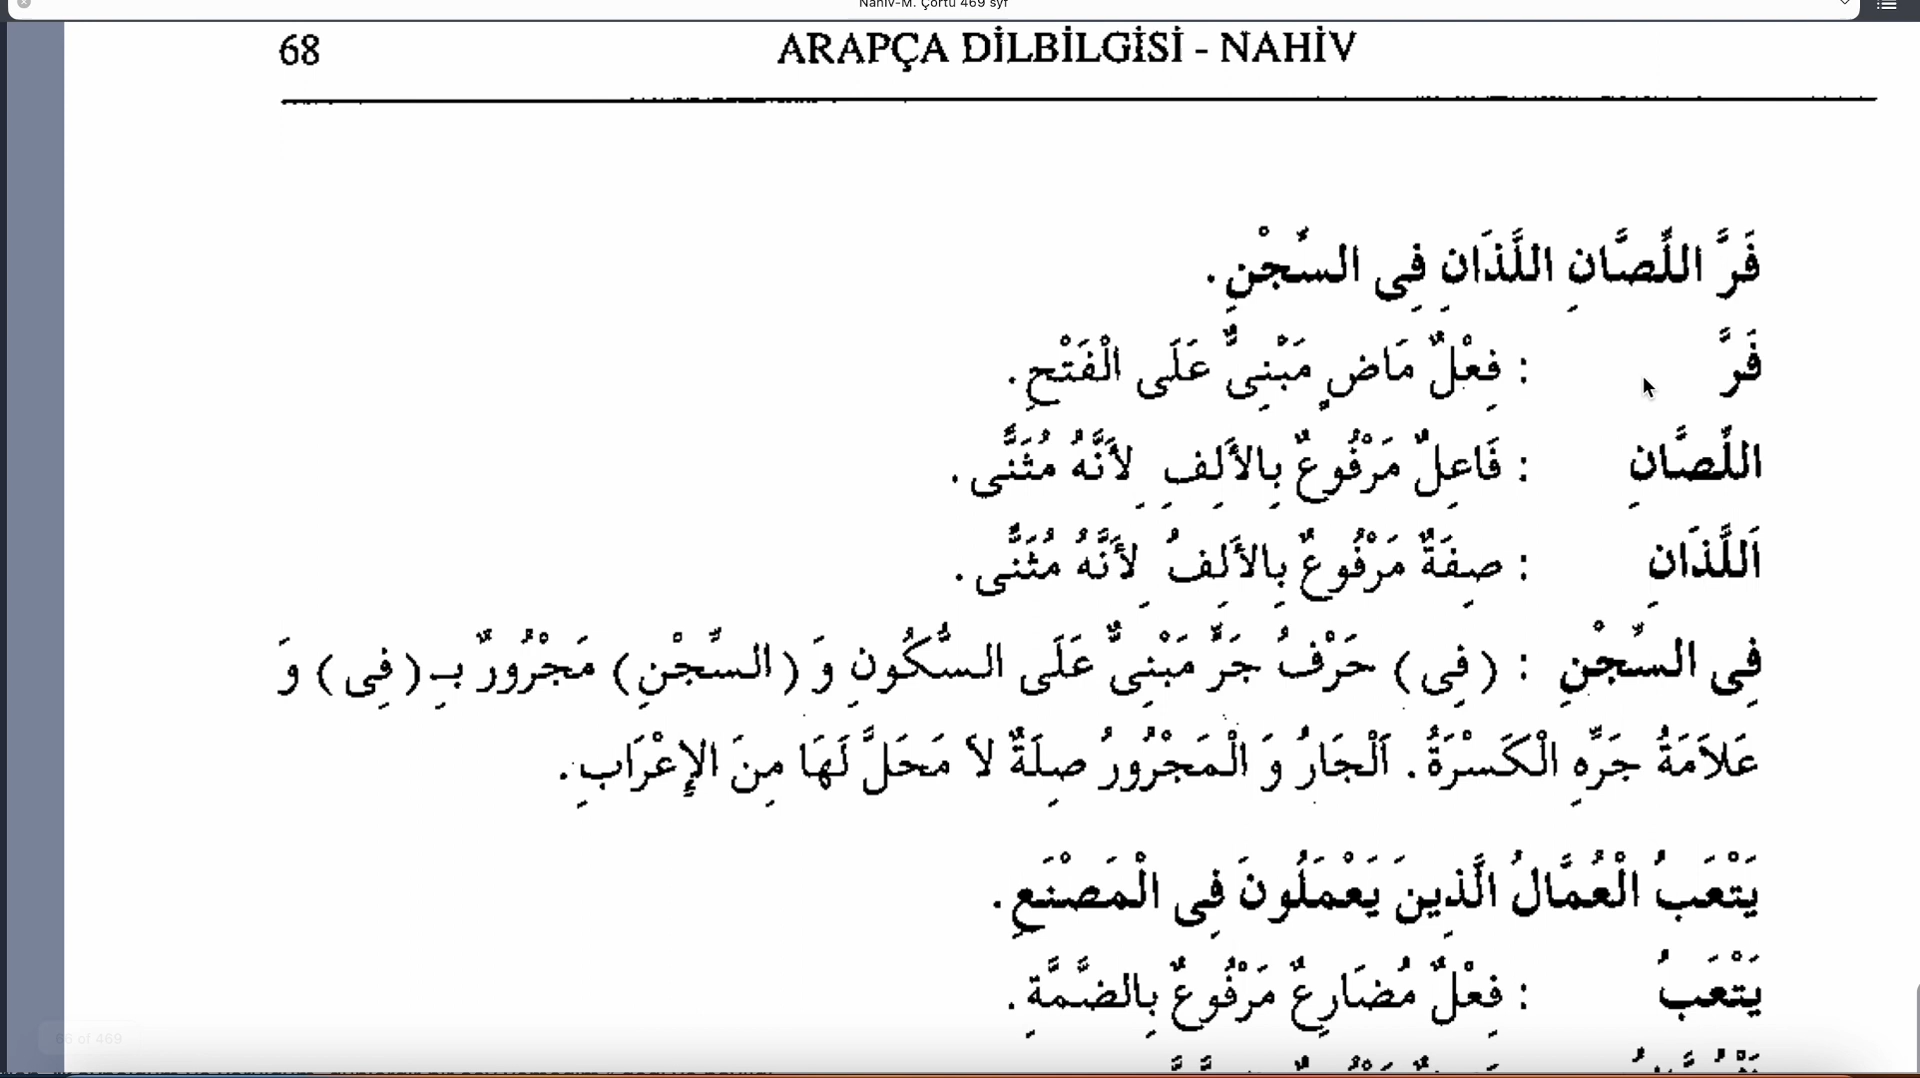 Nahiv-M. Çörtü 469 syf
68 ARAPÇA DİLBİLGİSİ - NAHİV
فَرَّ اللِّصَّانِ اللَّذَانِ فِى السِّجْنِ .
فَرَّ : فِعْلٌ مَاضٍ مَبْنِىٌّ عَلَى الْفَتْحِ .
اللِّصَّانِ : فَاعِلٌ مَرْفُوعٌ بِالأَلِفِ لِأَنَّهُ مُثَنًّى .
اَللَّذَانِ : صِفَةٌ مَرْفُوعٌ بِالأَلِفُ لِأَنَّهُ مُثَنًّى .
فِى السِّجْنِ : (فِى) حَرْفُ جَرٍّ مَبْنِىٌّ عَلَى السُّكُونِ وَ (السِّجْنِ) مَجْرُورٌ بِـ (فِى) وَ
عَلاَمَةُ جَرِّهِ الْكَسْرَةُ . اَلْجَارُ وَ الْمَجْرُورُ صِلَةٌ لاَ مَحَلَّ لَهَا مِنَ الإِعْرَابِ .
يَتْعَبُ الْعُمَّالُ الَّذِينَ يَعْمَلُونَ فِى الْمَصْنَعِ .
يَتْعَبُ : فِعْلٌ مُضَارِعٌ مَرْفُوعٌ بِالضَّمَّةِ .
66 of 469